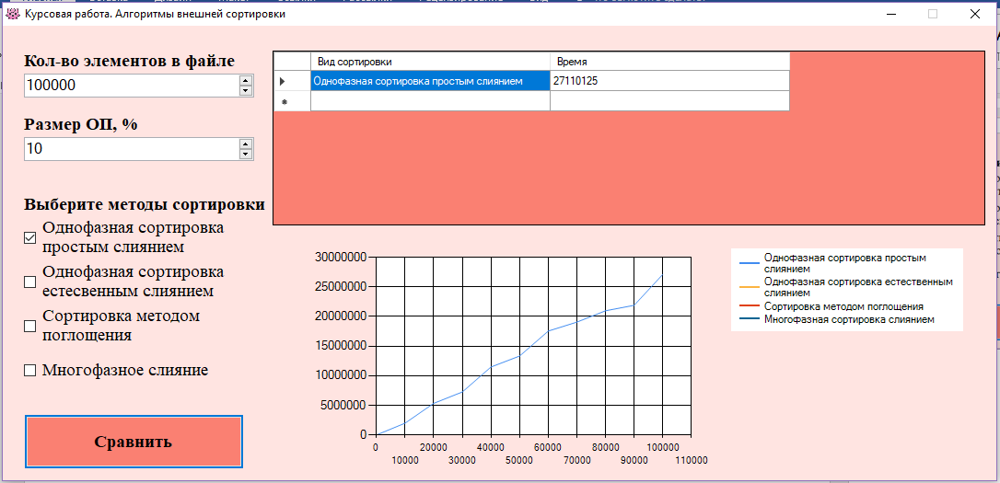 Курсовая работа. Алгоритмы внешней сортировки
Кол-во элементов в файле
100000
Размер ОП, %
10
Выберите методы сортировки
Однофазная сортировка
простым слиянием
Однофазная сортировка
естесвенным слиянием
Сортировка методом
поглощения
Многофазное слияние
Сравнить
Вид сортировки Время
Однофазная сортировка простым слиянием 27110125
30000000
25000000
20000000
15000000
10000000
5000000
0
0 20000 40000 60000 80000 100000
10000 30000 50000 70000 90000 110000
Однофазная сортировка простым
слиянием
Однофазная сортировка естественным
слиянием
Сортировка методом поглощения
Многофазная сортировка слиянием